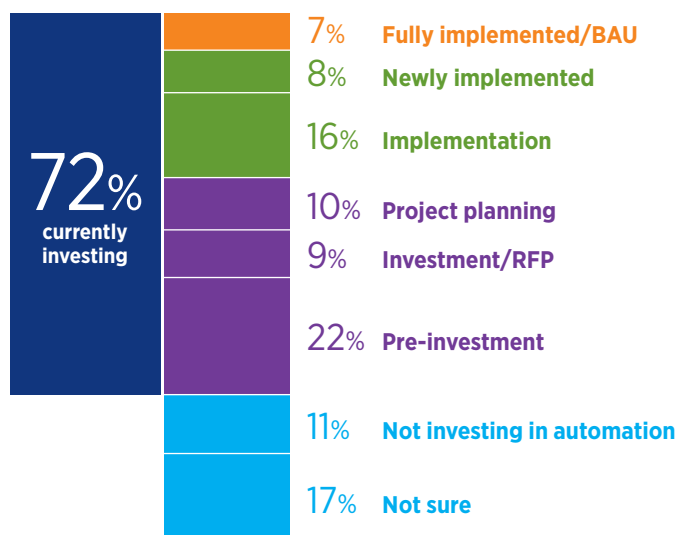 72%
currently
investing
7% Fully implemented/BAU
8% Newly implemented
16% Implementation
10% Project planning
9% Investment/RFP
22% Pre-investment
11% Not investing in automation
17% Not sure